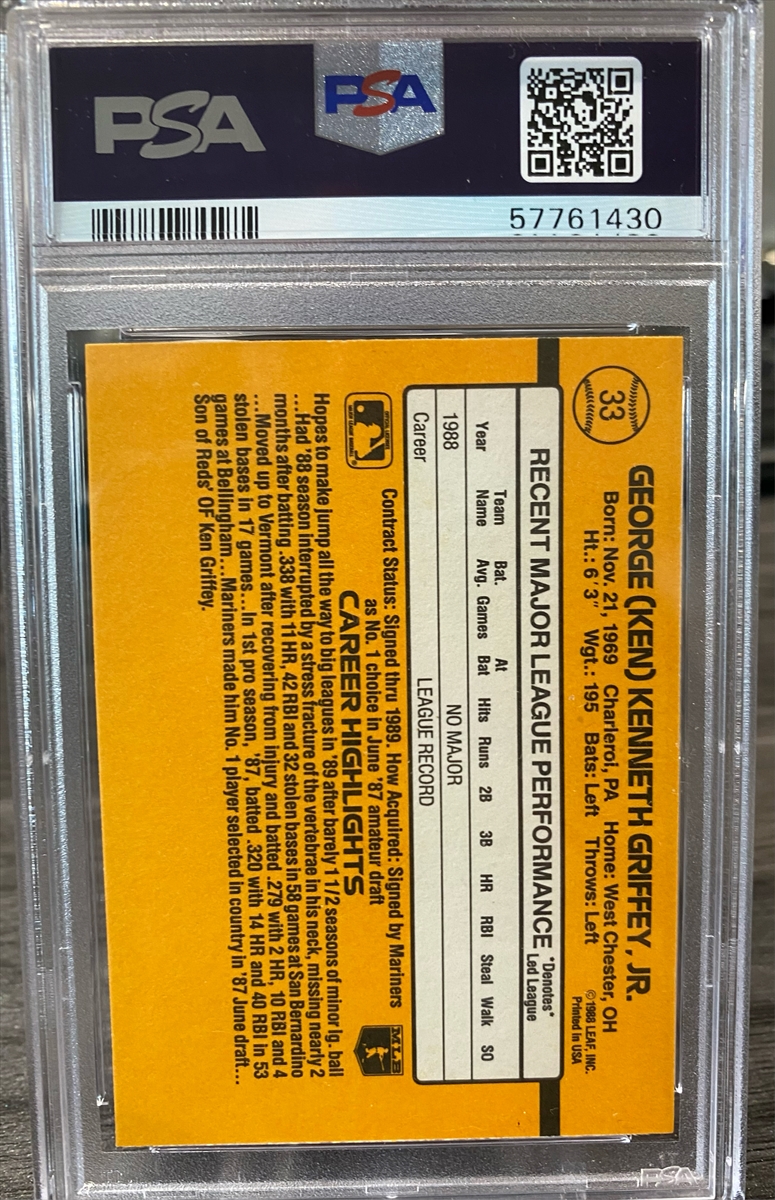 PSA
PSA
57761430
33
GEORGE (KEN) KENNETH GRIFFEY, JR.
Born: Nov. 21, 1969 Charleroi, PA Home: West Chester, OH
Ht.: 6'3" Wgt.: 195 Bats: Left Throws: Left
©1988 LEAF, INC.
Printed in USA
RECENT MAJOR LEAGUE PERFORMANCE
*Denotes*
Led League
Year Team Name Bat. Avg. Games At Bat Hits Runs 2B 3B HR RBI Steal Walk SO
1988 NO MAJOR
Career LEAGUE RECORD
Contract Status: Signed thru 1989. How Acquired: Signed by Mariners
as No. 1 choice in June '87 amateur draft
MLB
CAREER HIGHLIGHTS
Hopes to make jump all the way to big leagues in '89 after barely 1 1/2 seasons of minor lg. ball
...Had '88 season interrupted by a stress fracture of the vertebrae in his neck, missing nearly 2
months after batting .338 with 11 HR, 42 RBI and 32 stolen bases in 58 games at San Bernardino
...Moved up to Vermont after recovering from injury and batted .279 with 2 HR, 10 RBI and 4
stolen bases in 17 games...In 1st pro season, '87, batted .320 with 14 HR and 40 RBI in 53
games at Bellingham...Mariners made him No. 1 player selected in country in '87 June draft...
Son of Reds' OF Ken Griffey.
PSA